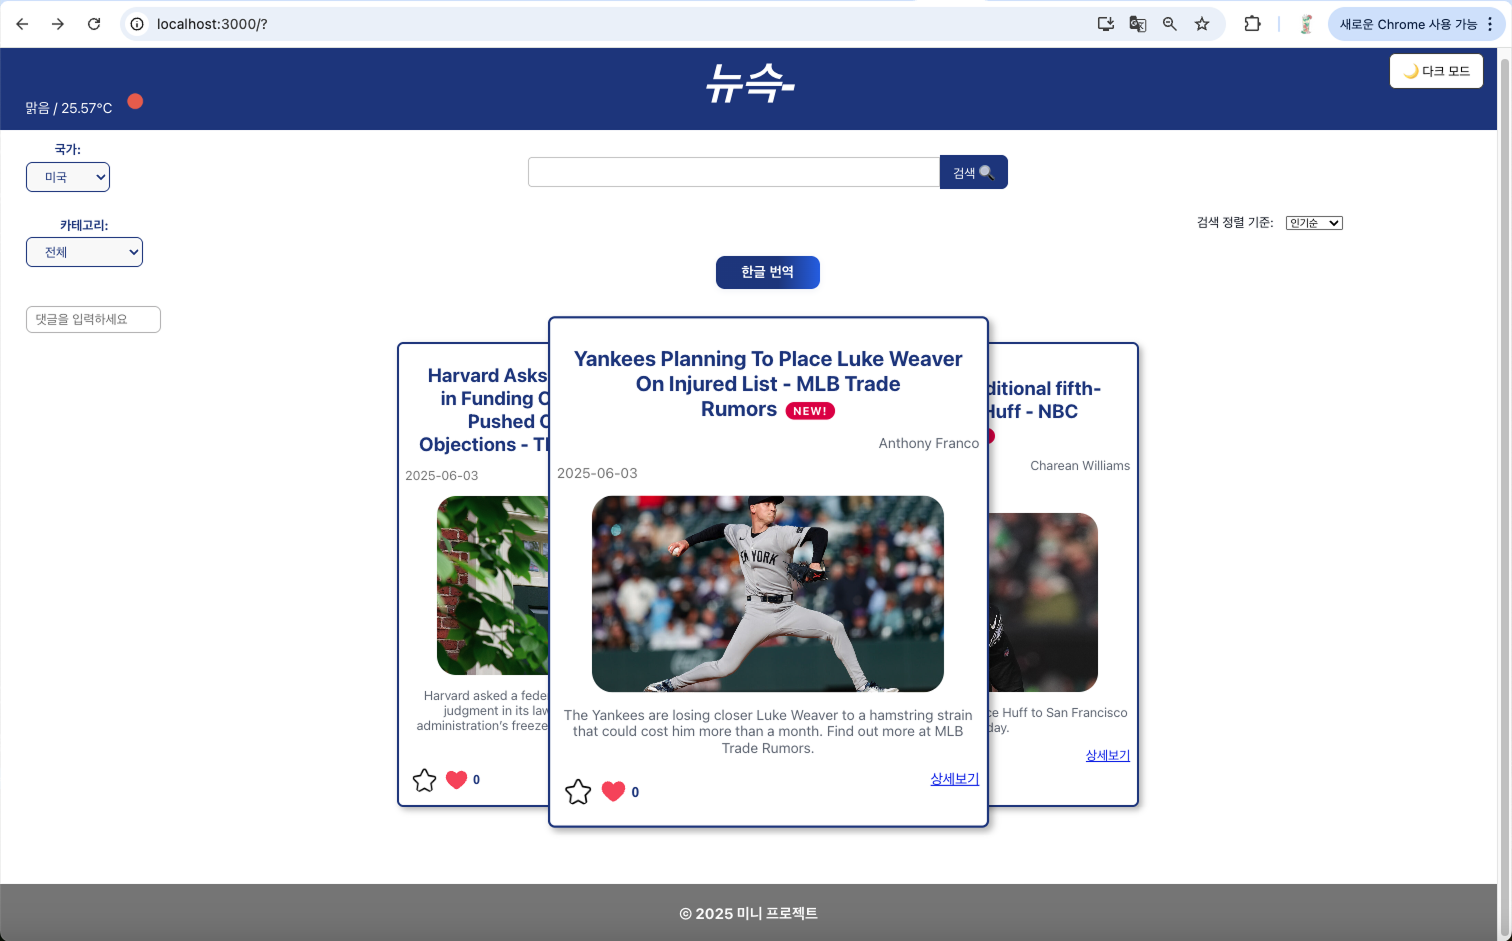 localhost:3000/?
새로운 Chrome 사용 가능
뉴슥-
🌙 다크 모드
맑음 / 25.57°C
국가:
미국
검색 🔍
카테고리:
전체
검색 정렬 기준: 인기순
한글 번역
댓글을 입력하세요
Harvard Asks
in Funding
Pushed
Objections -
2025-06-03
Harvard asked a
judgment in its
administration's freeze
0
Yankees Planning To Place Luke Weaver
On Injured List - MLB Trade
Rumors NEW!
Anthony Franco
2025-06-03
NEW YORK
The Yankees are losing closer Luke Weaver to a hamstring strain
that could cost him more than a month. Find out more at MLB
Trade Rumors.
상세보기
0
fifth-
Huff - NBC
Charean Williams
Huff to San Francisco
상세보기
© 2025 미니 프로젝트